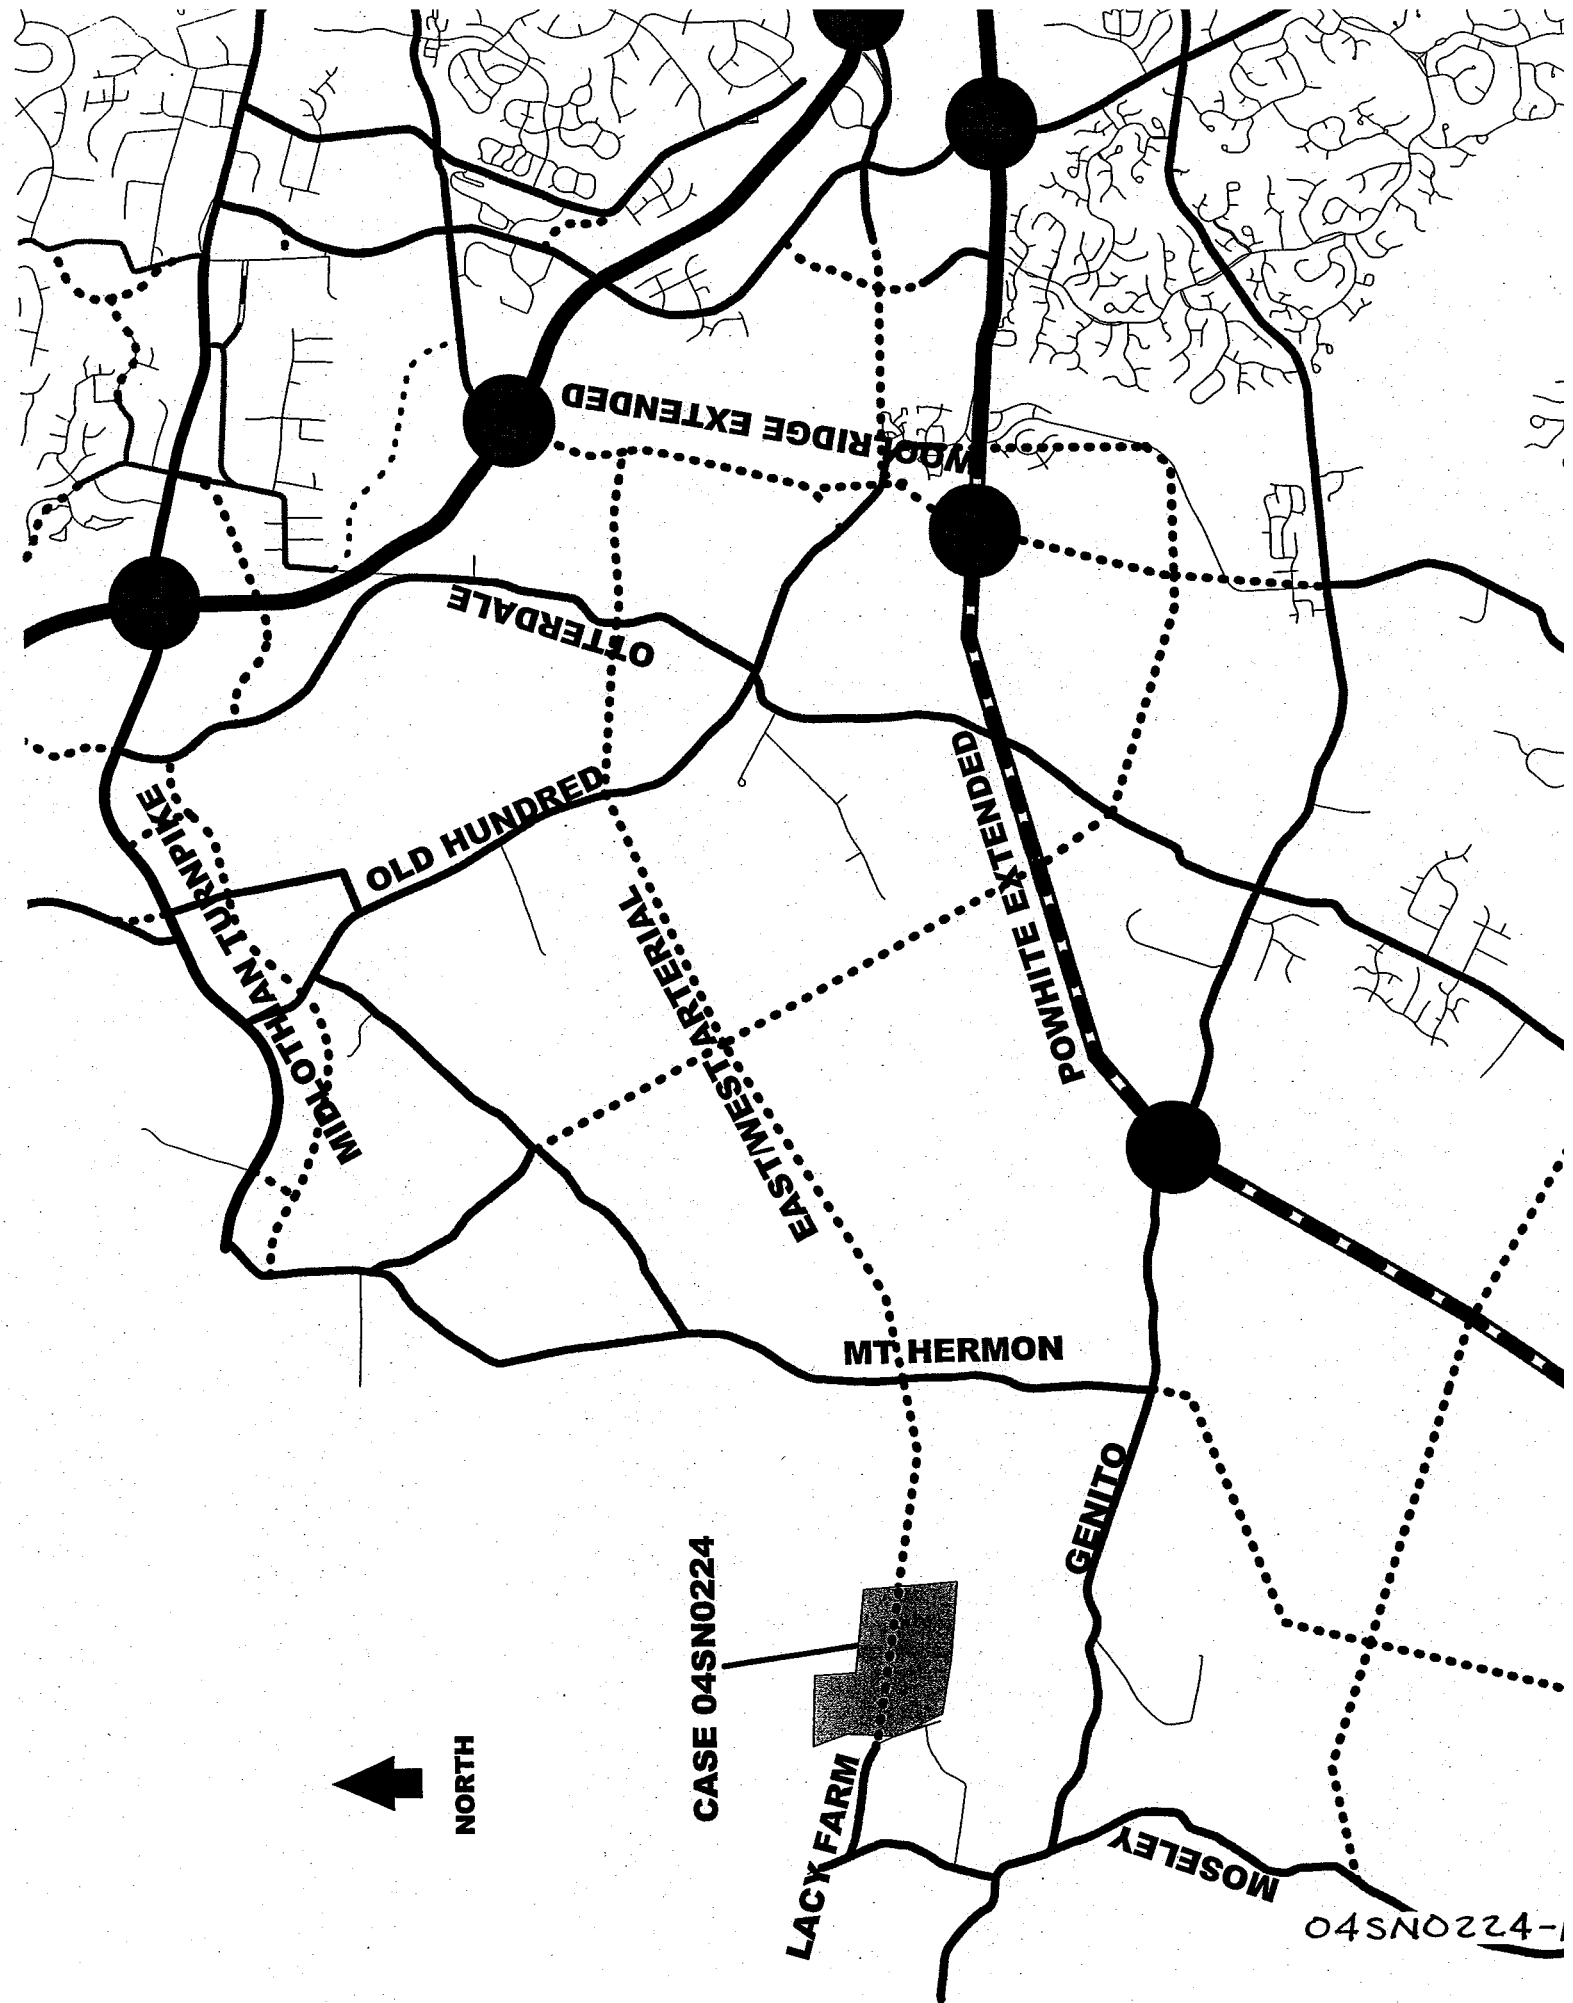 WOOLRIDGE EXTENDED
OTTERDALE
MIDLOTHIAN TURNPIKE
OLD HUNDRED
EAST/WEST ARTERIAL
POWHITE EXTENDED
MT HERMON
GENITO
CASE 04SN0224
NORTH
LACY FARM
MOSELEY
04SN0224-